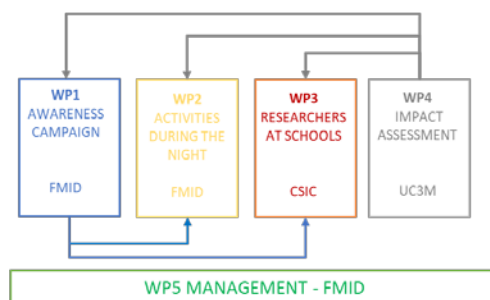 WP1
AWARENESS
CAMPAIGN
FMID
WP2
ACTIVITIES
DURING THE
NIGHT
FMID
WP3
RESEARCHERS
AT SCHOOLS
CSIC
WP4
IMPACT
ASSESSMENT
UC3M
WP5 MANAGEMENT - FMID